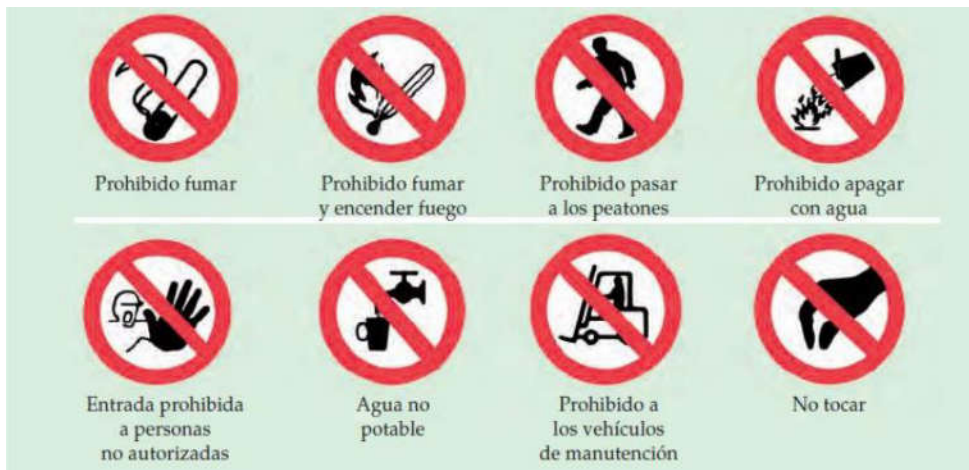 Prohibido fumar
Prohibido fumar
y encender fuego
Prohibido pasar
a los peatones
Prohibido apagar
con agua
Entrada prohibida
a personas
no autorizadas
Agua no
potable
Prohibido a
los vehículos
de manutención
No tocar